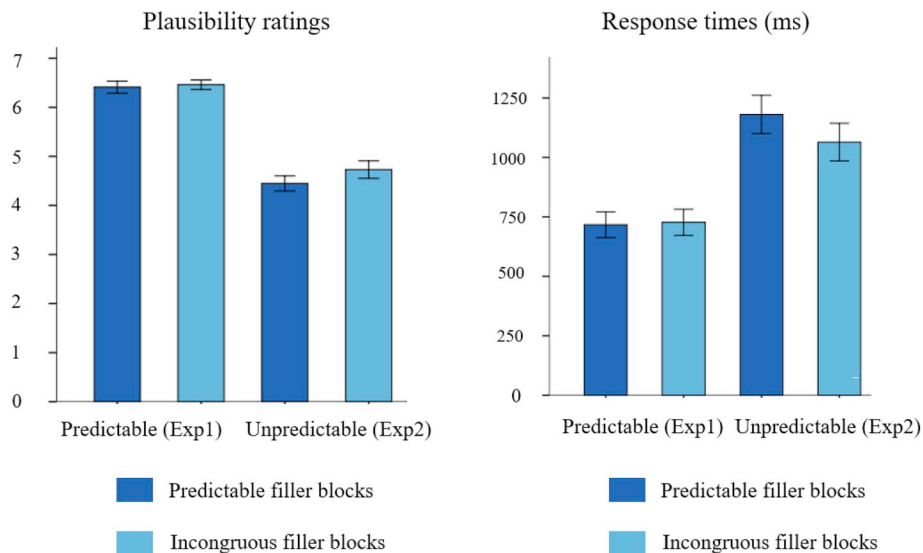 Plausibility ratings
7
6
5
4
3
2
1
0
Predictable (Exp1) Unpredictable (Exp2)
Predictable filler blocks
Incongruous filler blocks
Response times (ms)
1250
1000
750
500
250
0
Predictable (Exp1) Unpredictable (Exp2)
Predictable filler blocks
Incongruous filler blocks